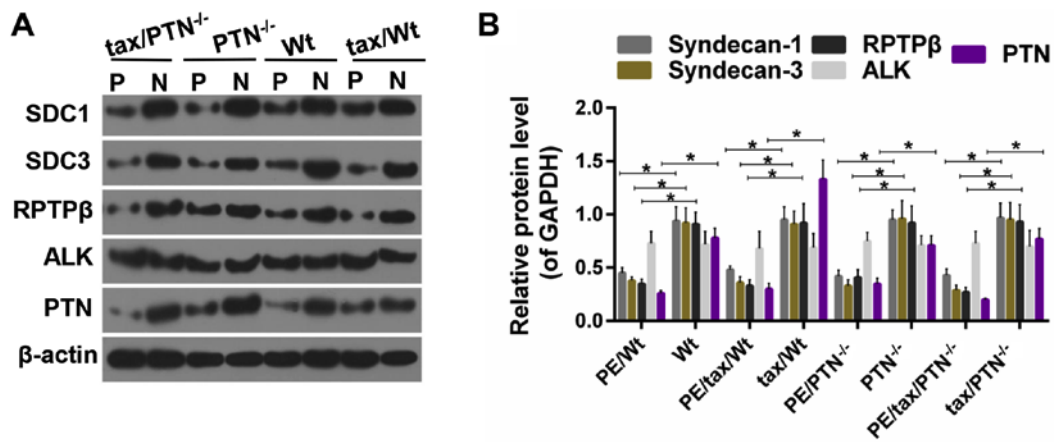 A
tax/PTN-/- PTN-/- Wt tax/Wt
P N P N P N P N
SDC1
SDC3
RPTPβ
ALK
PTN
β-actin
B
Syndecan-1 RPTPβ PTN
Syndecan-3 ALK
Relative protein level
(of GAPDH)
2.0
1.5
1.0
0.5
0.0
* * * *
* * * *
* * * *
* * * *
PE/Wt Wt PE/tax/Wt tax/Wt PE/PTN-/- PTN-/- PE/tax/PTN-/- tax/PTN-/-